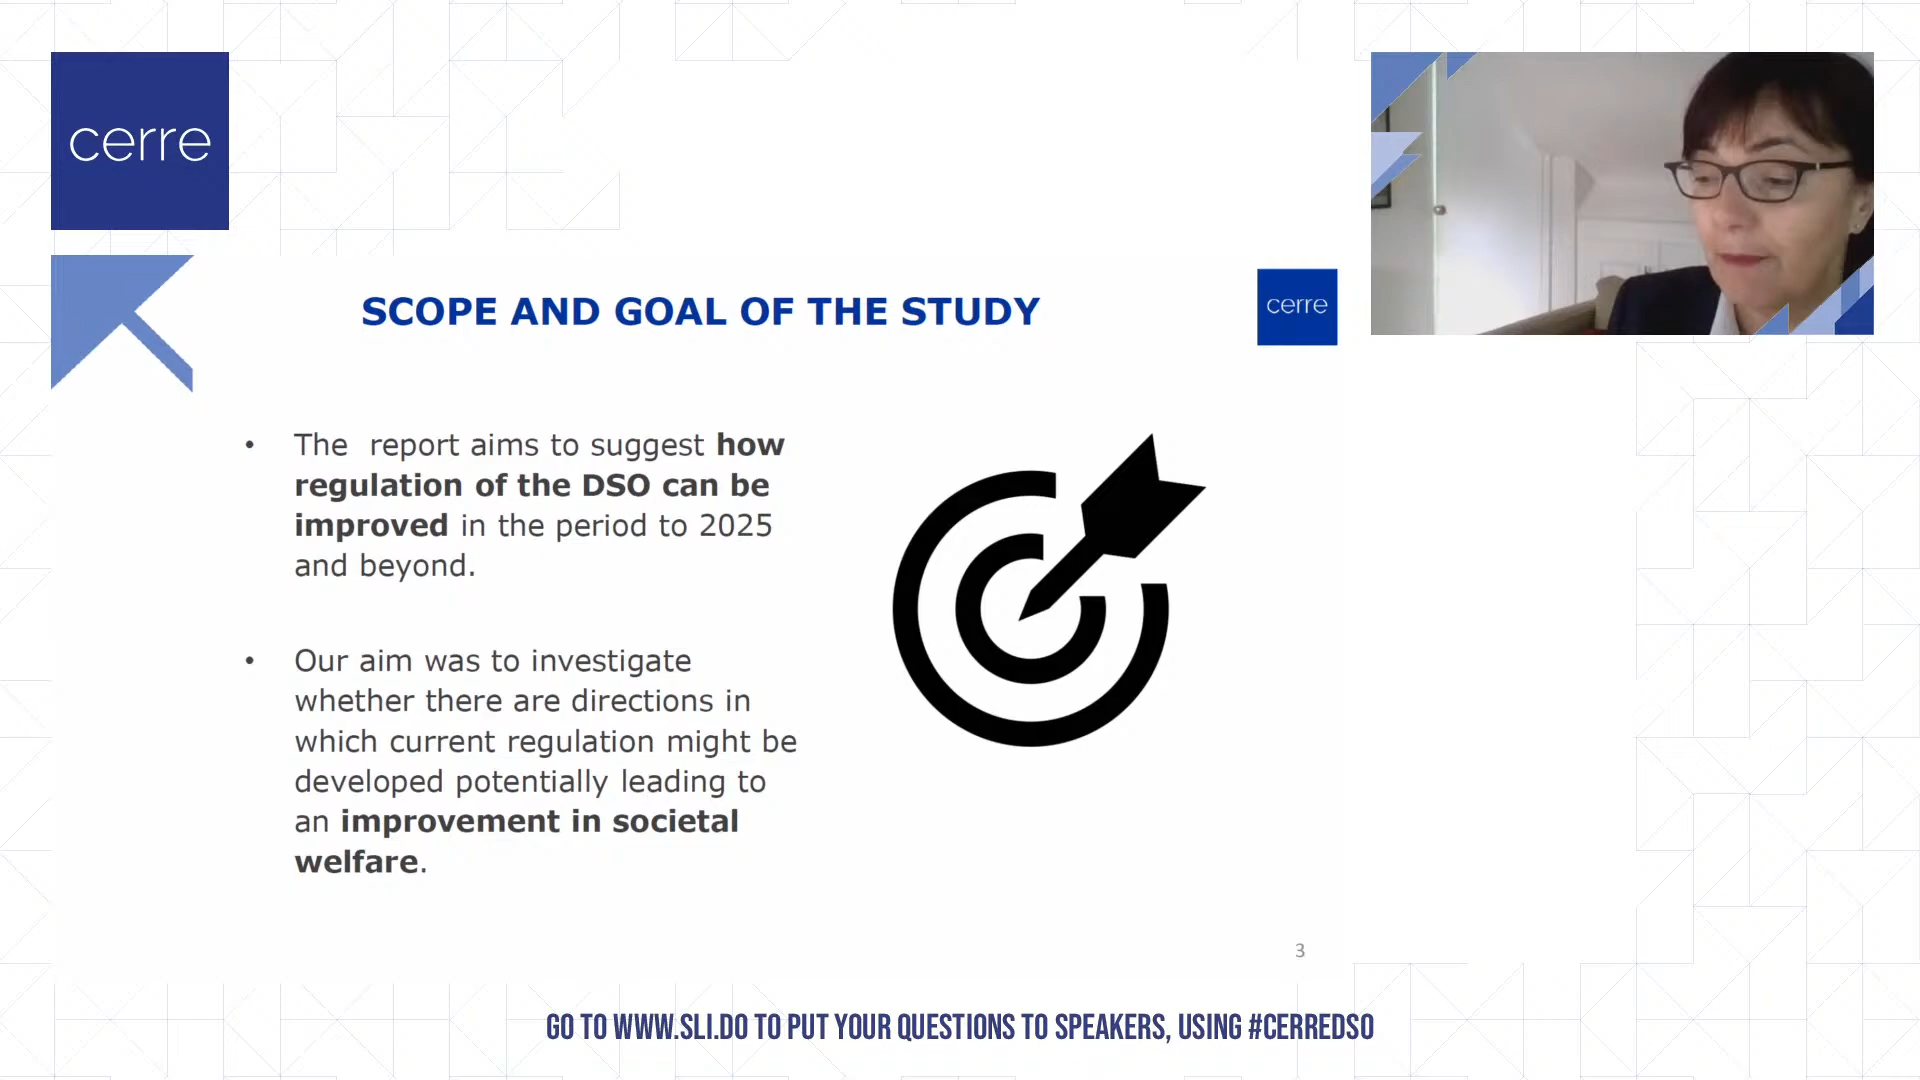 cerre
SCOPE AND GOAL OF THE STUDY
cerre
• The  report aims to suggest how
regulation of the DSO can be
improved in the period to 2025
and beyond.
• Our aim was to investigate
whether there are directions in
which current regulation might be
developed potentially leading to
an improvement in societal
welfare.
3
GO TO WWW.SLI.DO TO PUT YOUR QUESTIONS TO SPEAKERS, USING #CERREDSO